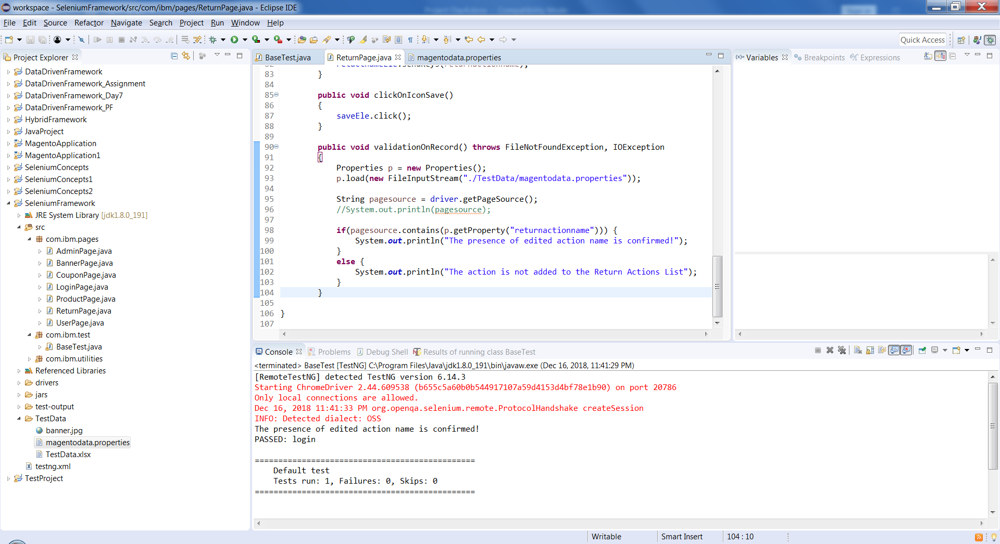 workspace - SeleniumFramework/src/com/ibm/pages/ReturnPage.java - Eclipse IDE
File Edit Source Refactor Navigate Search Project Run Window Help
Quick Access
Project Explorer
DataDrivenFramework
DataDrivenFramework_Assignment
DataDrivenFramework_Day7
DataDrivenFramework_PF
HybridFramework
JavaProject
MagentoApplication
MagentoApplication1
SeleniumConcepts
SeleniumConcepts1
SeleniumConcepts2
SeleniumFramework
JRE System Library [jdk1.8.0_191]
src
com.ibm.pages
AdminPage.java
BannerPage.java
CouponPage.java
LoginPage.java
ProductPage.java
ReturnPage.java
UserPage.java
com.ibm.test
BaseTest.java
com.ibm.utilities
Referenced Libraries
drivers
jars
test-output
TestData
banner.jpg
magentodata.properties
TestData.xlsx
testng.xml
TestProject
BaseTest.java ReturnPage.java magentodata.properties
83 }
84
85 public void clickOnIconSave()
86 {
87 saveEle.click();
88 }
89
90 public void validationOnRecord() throws FileNotFoundException, IOException
91 {
92 Properties p = new Properties();
93 p.load(new FileInputStream("./TestData/magentodata.properties"));
94
95 String pagesource = driver.getPageSource();
96 //System.out.println(pagesource);
97
98 if(pagesource.contains(p.getProperty("returnactionname"))) {
99 System.out.println("The presence of edited action name is confirmed!");
100 }
101 else {
102 System.out.println("The action is not added to the Return Actions List");
103 }
104 }
105
106 }
107
(x)= Variables Breakpoints Expressions
Console Problems Debug Shell Results of running class BaseTest
<terminated> BaseTest [TestNG] C:\Program Files\Java\jdk1.8.0_191\bin\javaw.exe (Dec 16, 2018, 11:41:29 PM)
[RemoteTestNG] detected TestNG version 6.14.3
Starting ChromeDriver 2.44.609538 (b655c5a60b0b544917107a59d4153d4bf78e1b90) on port 20786
Only local connections are allowed.
Dec 16, 2018 11:41:33 PM org.openqa.selenium.remote.ProtocolHandshake createSession
INFO: Detected dialect: OSS
The presence of edited action name is confirmed!
PASSED: login
===============================================
Default test
Tests run: 1, Failures: 0, Skips: 0
===============================================
Writable Smart Insert 104 : 10